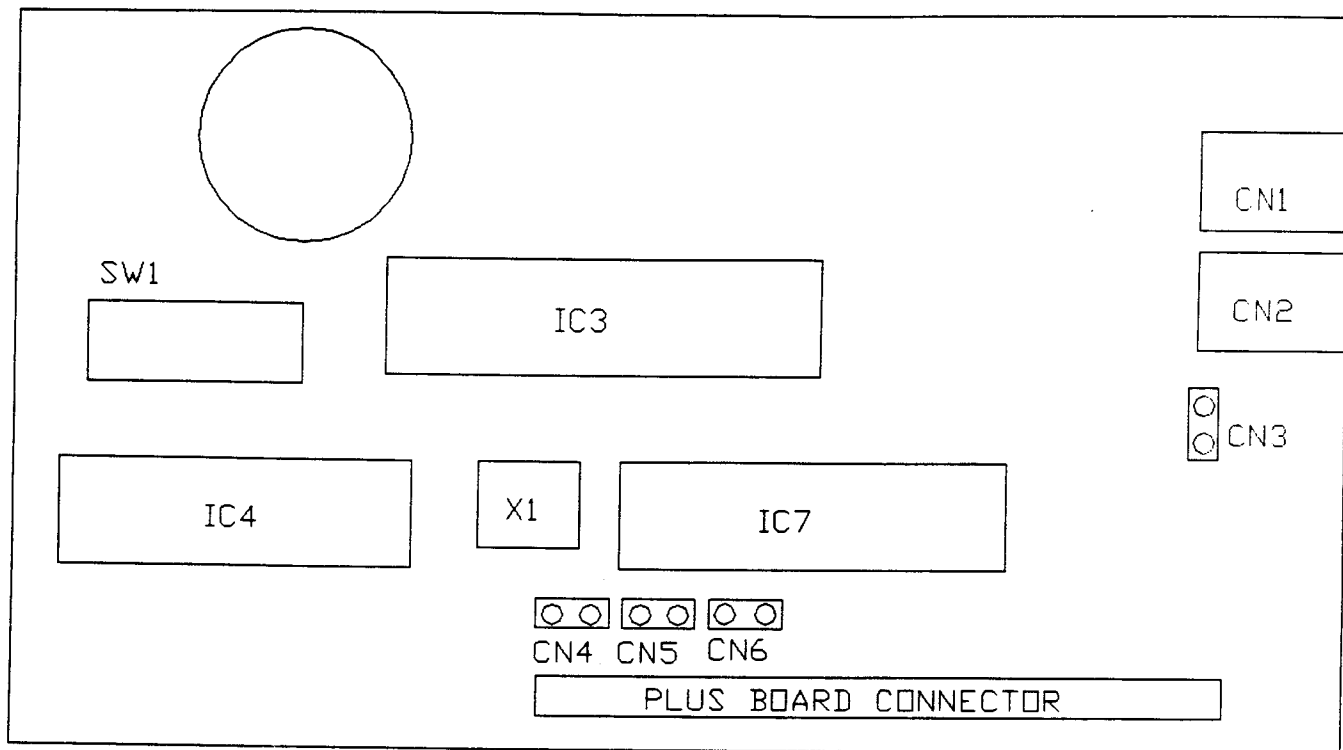 CN1
SW1
IC3
CN2
CN3
IC4
X1
IC7
CN4
CN5
CN6
PLUS BOARD CONNECTOR